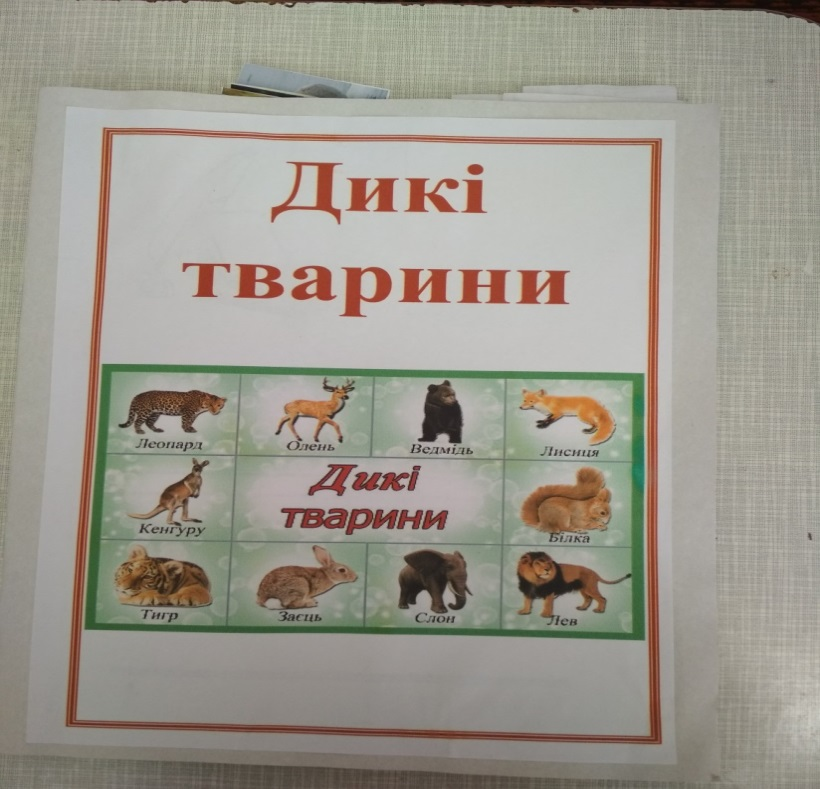 Дикі
тварини
Леопард
Олень
Ведмідь
Лисиця
Кенгуру
Дикі
тварини
Білка
Тигр
Заєць
Слон
Лев